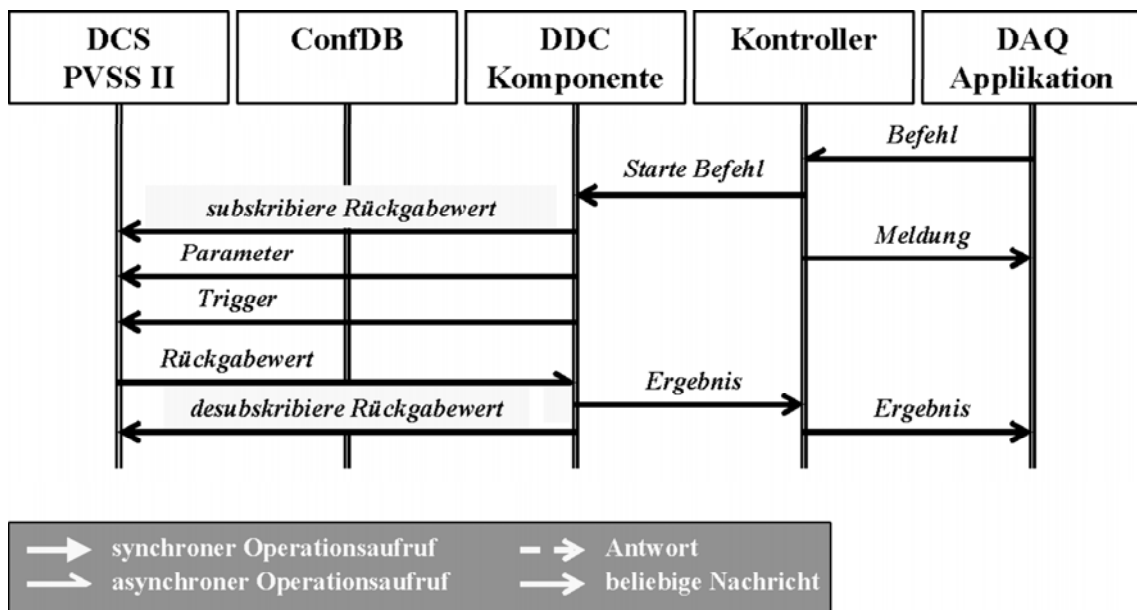 DCS ConfDB DDC Kontroller DAQ
PVSS II Komponente Applikation
Befehl
Starte Befehl
subskribiere Rückgabewert
Meldung
Parameter
Trigger
Rückgabewert
Ergebnis
desubskribiere Rückgabewert
Ergebnis
synchroner Operationsaufruf Antwort
asynchroner Operationsaufruf beliebige Nachricht